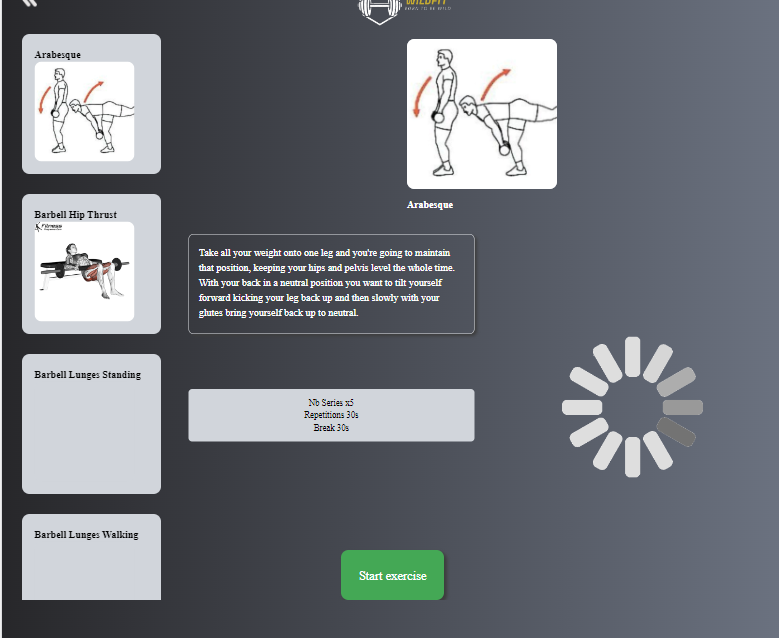 WILDFIT
Arabesque
Barbell Hip Thrust
Fitness
Barbell Lunges Standing
Barbell Lunges Walking
Arabesque
Take all your weight onto one leg and you're going to maintain
that position, keeping your hips and pelvis level the whole time.
With your back in a neutral position you want to tilt yourself
forward kicking your leg back up and then slowly with your
glutes bring yourself back up to neutral.
Nb Series x5
Repetitions 30s
Break 30s
Start exercise